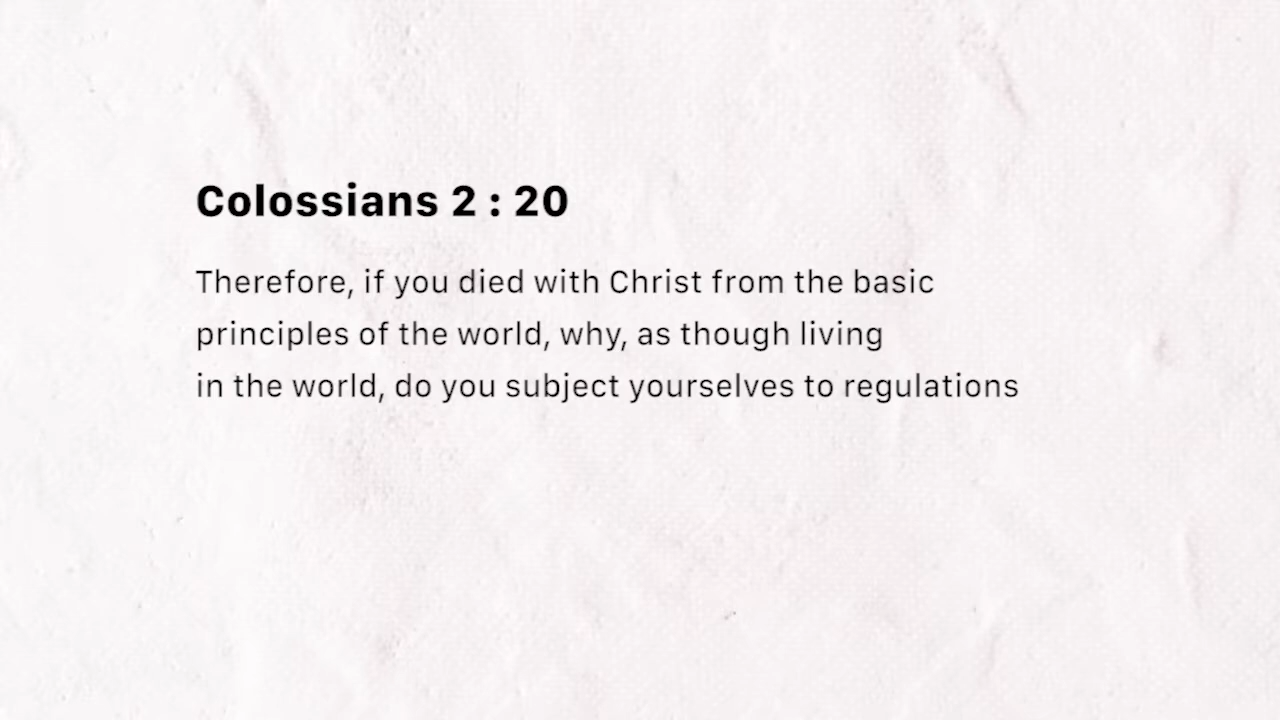 Colossians 2 : 20
Therefore, if you died with Christ from the basic
principles of the world, why, as though living
in the world, do you subject yourselves to regulations